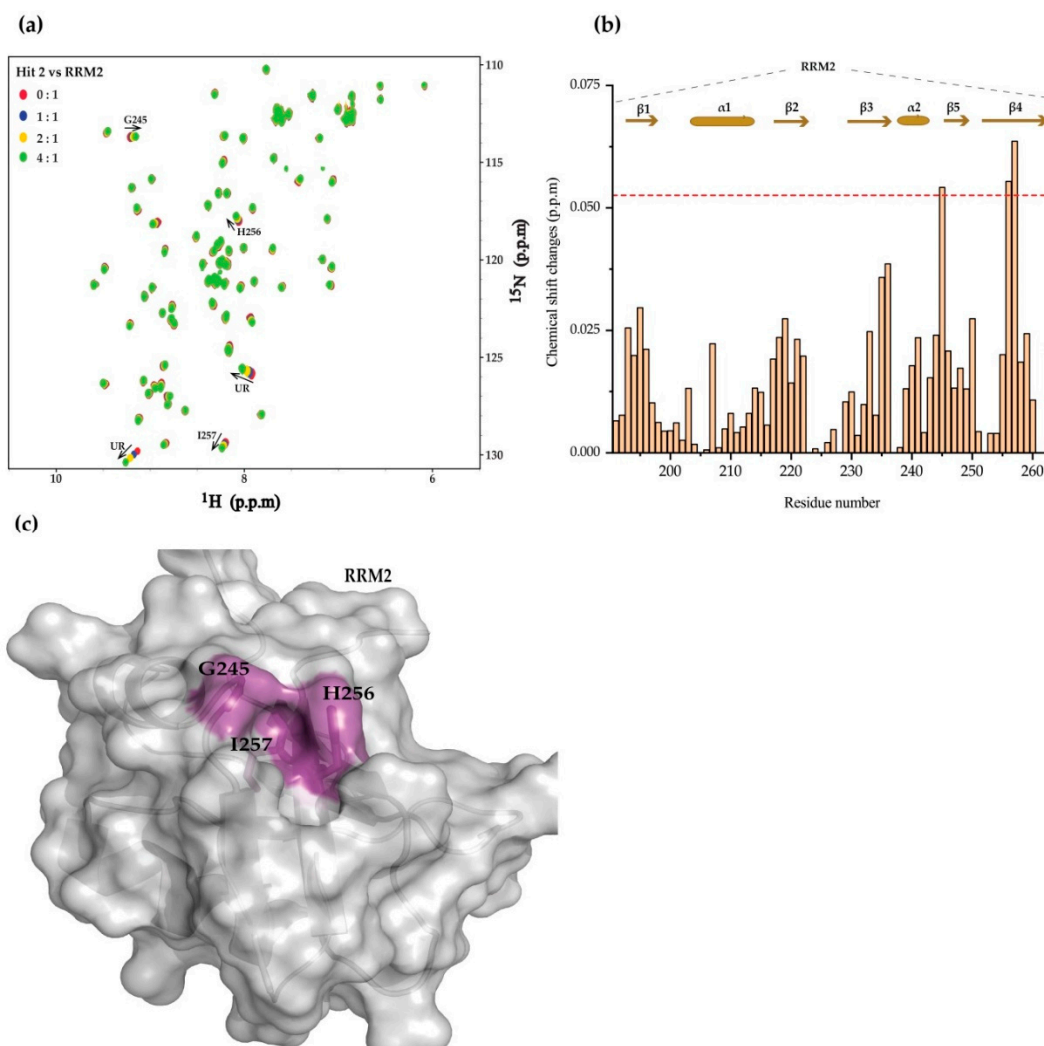 (a)
Hit 2 vs RRM2
0 : 1
1 : 1
2 : 1
4 : 1
G245
H256
UR
I257
UR
110
115
120
125
130
15N (p.p.m)
10 8 6
1H (p.p.m)
(b)
RRM2
β1 α1 β2 β3 α2 β5 β4
0.075
0.050
0.025
0.000
Chemical shift changes (p.p.m)
200 210 220 230 240 250 260
Residue number
(c)
RRM2
G245
H256
I257